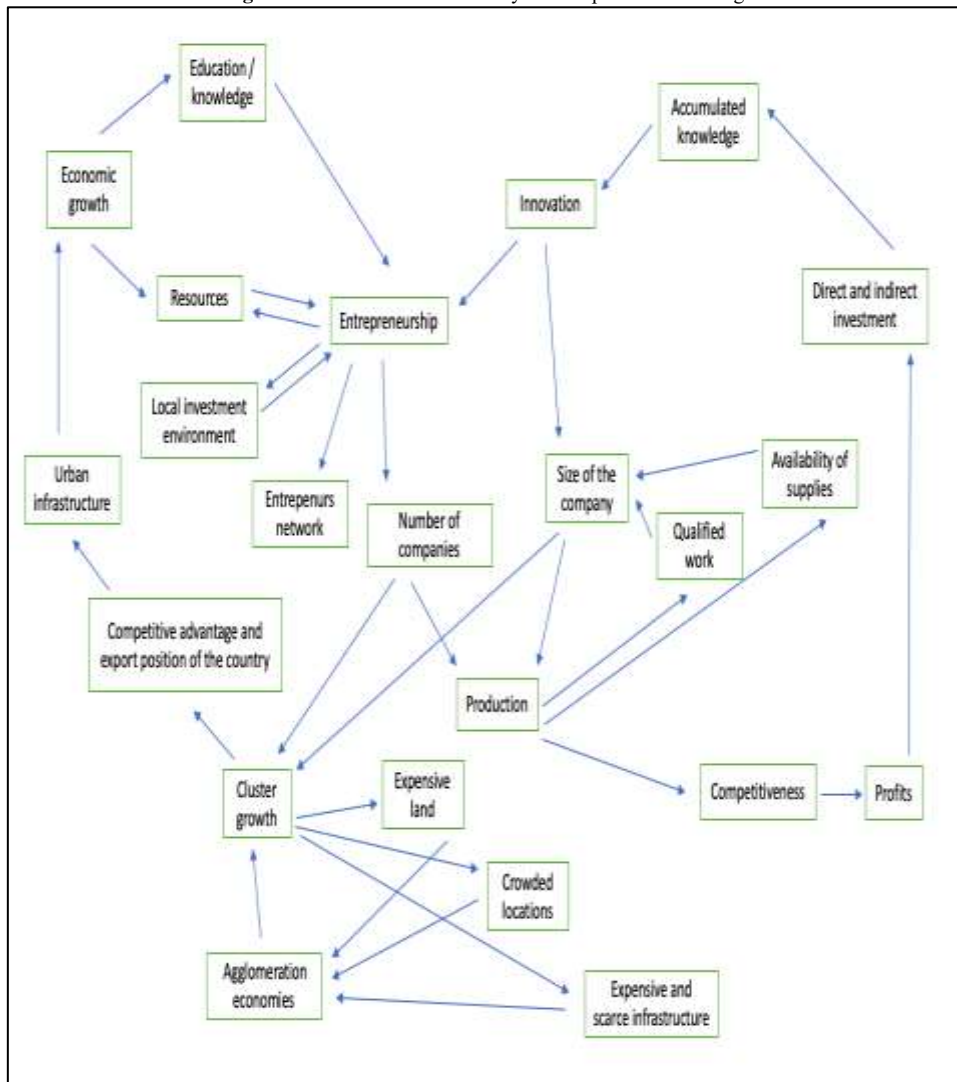 Education /
knowledge
Accumulated
knowledge
Economic
growth
Innovation
Resources
Entrepreneurship
Direct and indirect
investment
Local investment
environment
Urban
infrastructure
Entrepenurs
network
Number of
companies
Size of the
company
Availability of
supplies
Qualified
work
Competitive advantage and
export position of the country
Production
Cluster
growth
Expensive
land
Competitiveness
Profits
Crowded
locations
Agglomeration
economies
Expensive and
scarce infrastructure